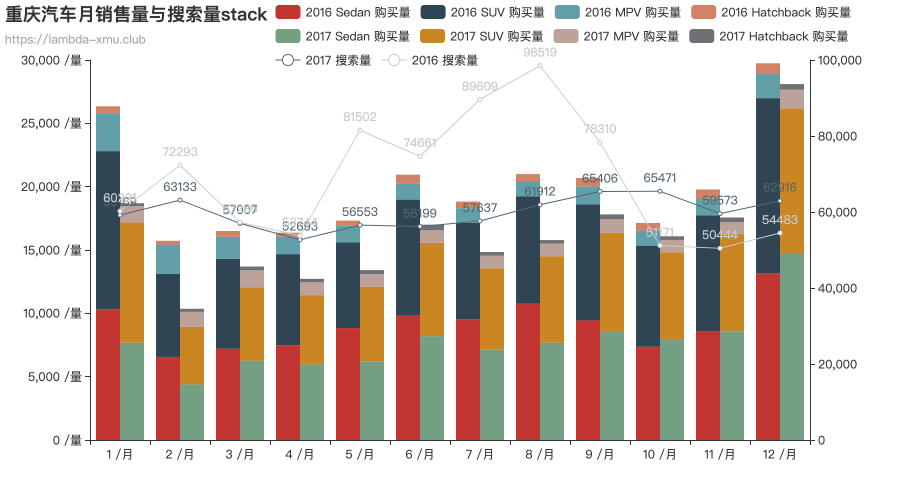 重庆汽车月销售量与搜索量stack
https://lambda-xmu.club
2016 Sedan 购买量 2016 SUV 购买量 2016 MPV 购买量 2016 Hatchback 购买量
2017 Sedan 购买量 2017 SUV 购买量 2017 MPV 购买量 2017 Hatchback 购买量
2017 搜索量 2016 搜索量
30,000 /量
25,000 /量
20,000 /量
15,000 /量
10,000 /量
5,000 /量
0 /量
100,000
80,000
60,000
40,000
20,000
0
72293
81502
74661
89609
98519
78310
51171
50444
54483
63133
57007
52693
56553
56199
57637
61912
65406
65471
59573
62916
1 /月 2 /月 3 /月 4 /月 5 /月 6 /月 7 /月 8 /月 9 /月 10 /月 11 /月 12 /月